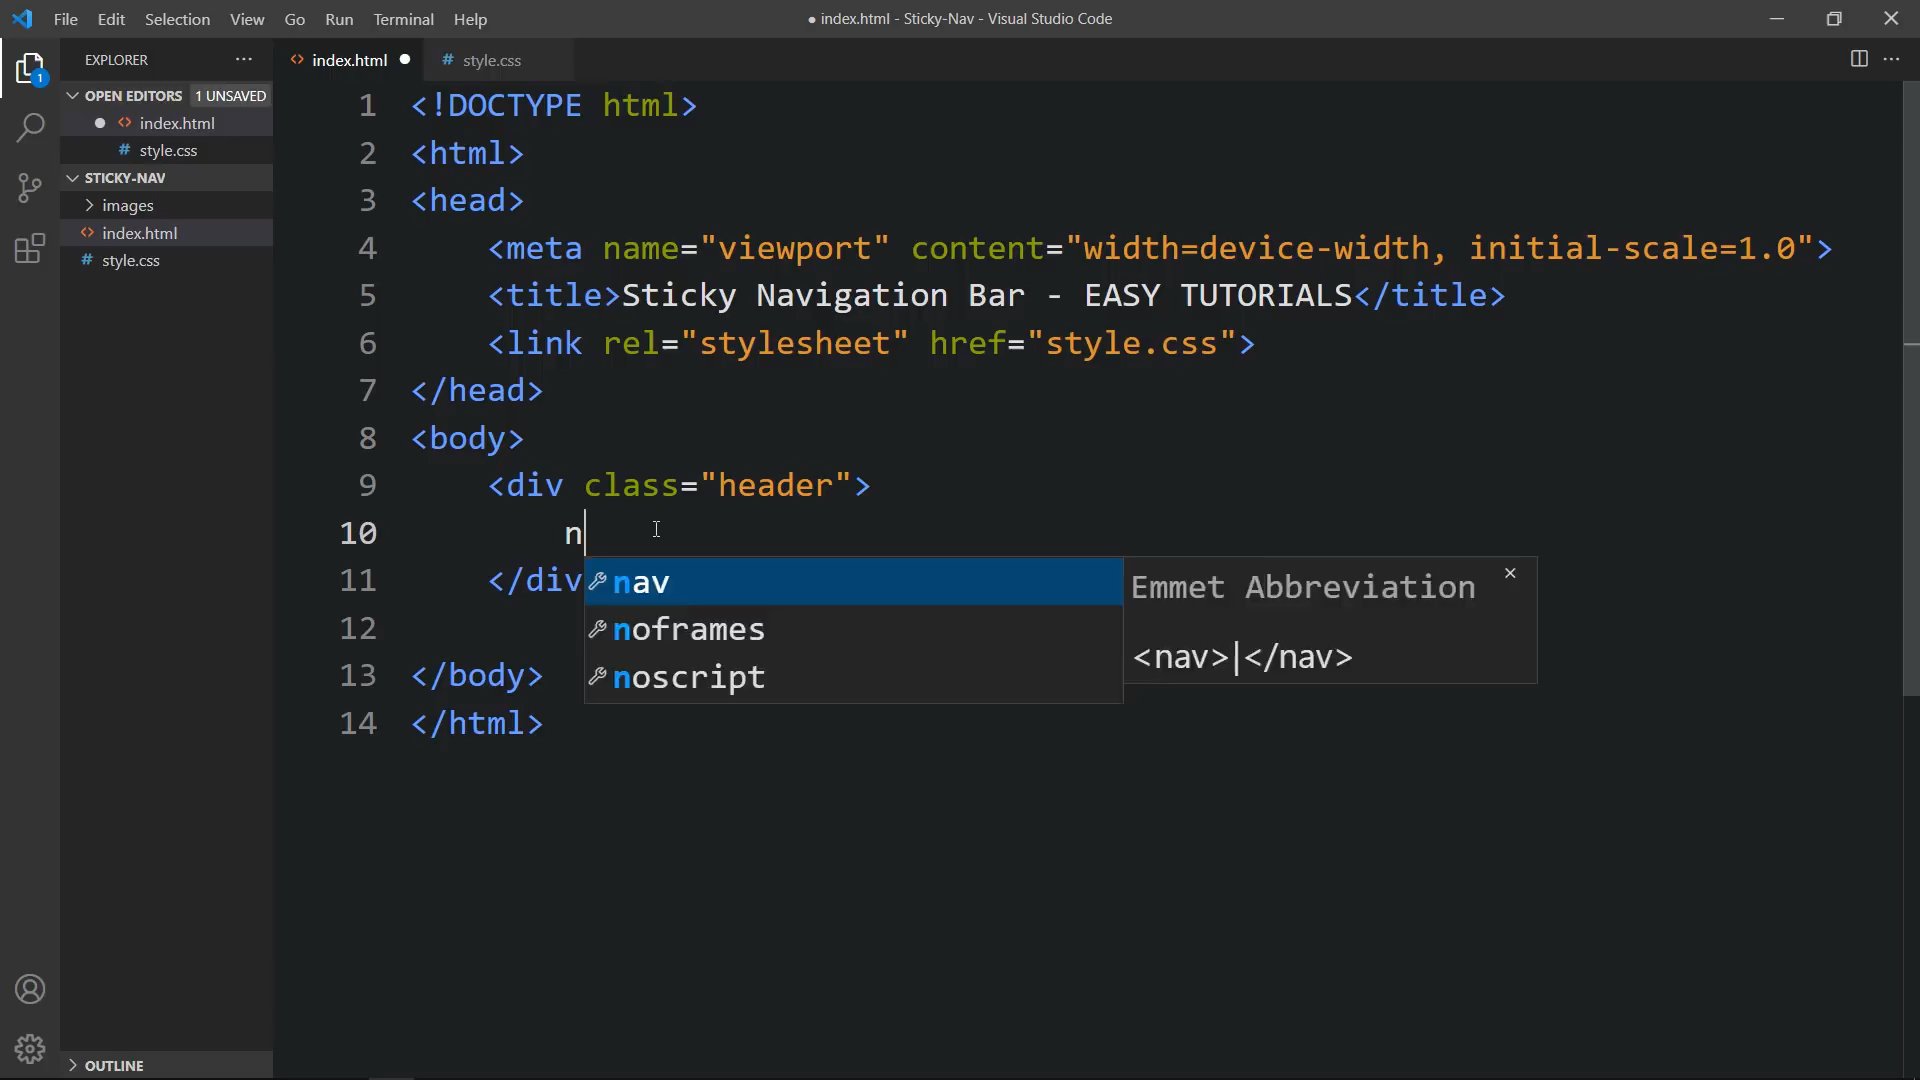 File Edit Selection View Go Run Terminal Help
● index.html - Sticky-Nav - Visual Studio Code
EXPLORER
OPEN EDITORS 1 UNSAVED
index.html
style.css
STICKY-NAV
images
index.html
style.css
OUTLINE
1
index.html
style.css
1 <!DOCTYPE html>
2 <html>
3 <head>
4 <meta name="viewport" content="width=device-width, initial-scale=1.0">
5 <title>Sticky Navigation Bar - EASY TUTORIALS</title>
6 <link rel="stylesheet" href="style.css">
7 </head>
8 <body>
9 <div class="header">
10 n
11 </div
12
13 </body>
14 </html>
nav
noframes
noscript
Emmet Abbreviation
<nav>|</nav>